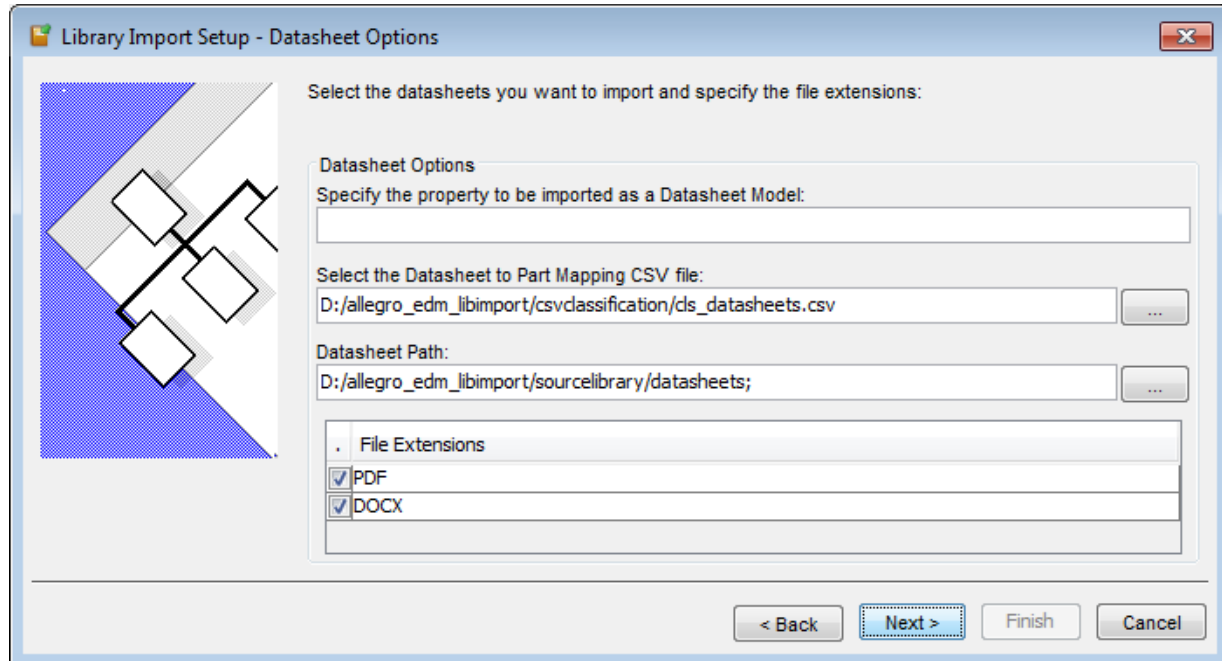 Library Import Setup - Datasheet Options
Select the datasheets you want to import and specify the file extensions:
Datasheet Options
Specify the property to be imported as a Datasheet Model:
Select the Datasheet to Part Mapping CSV file:
D:/allegro_edm_libimport/csvclassification/cls_datasheets.csv
...
Datasheet Path:
D:/allegro_edm_libimport/sourcelibrary/datasheets;
...
. File Extensions
PDF
DOCX
< Back Next > Finish Cancel